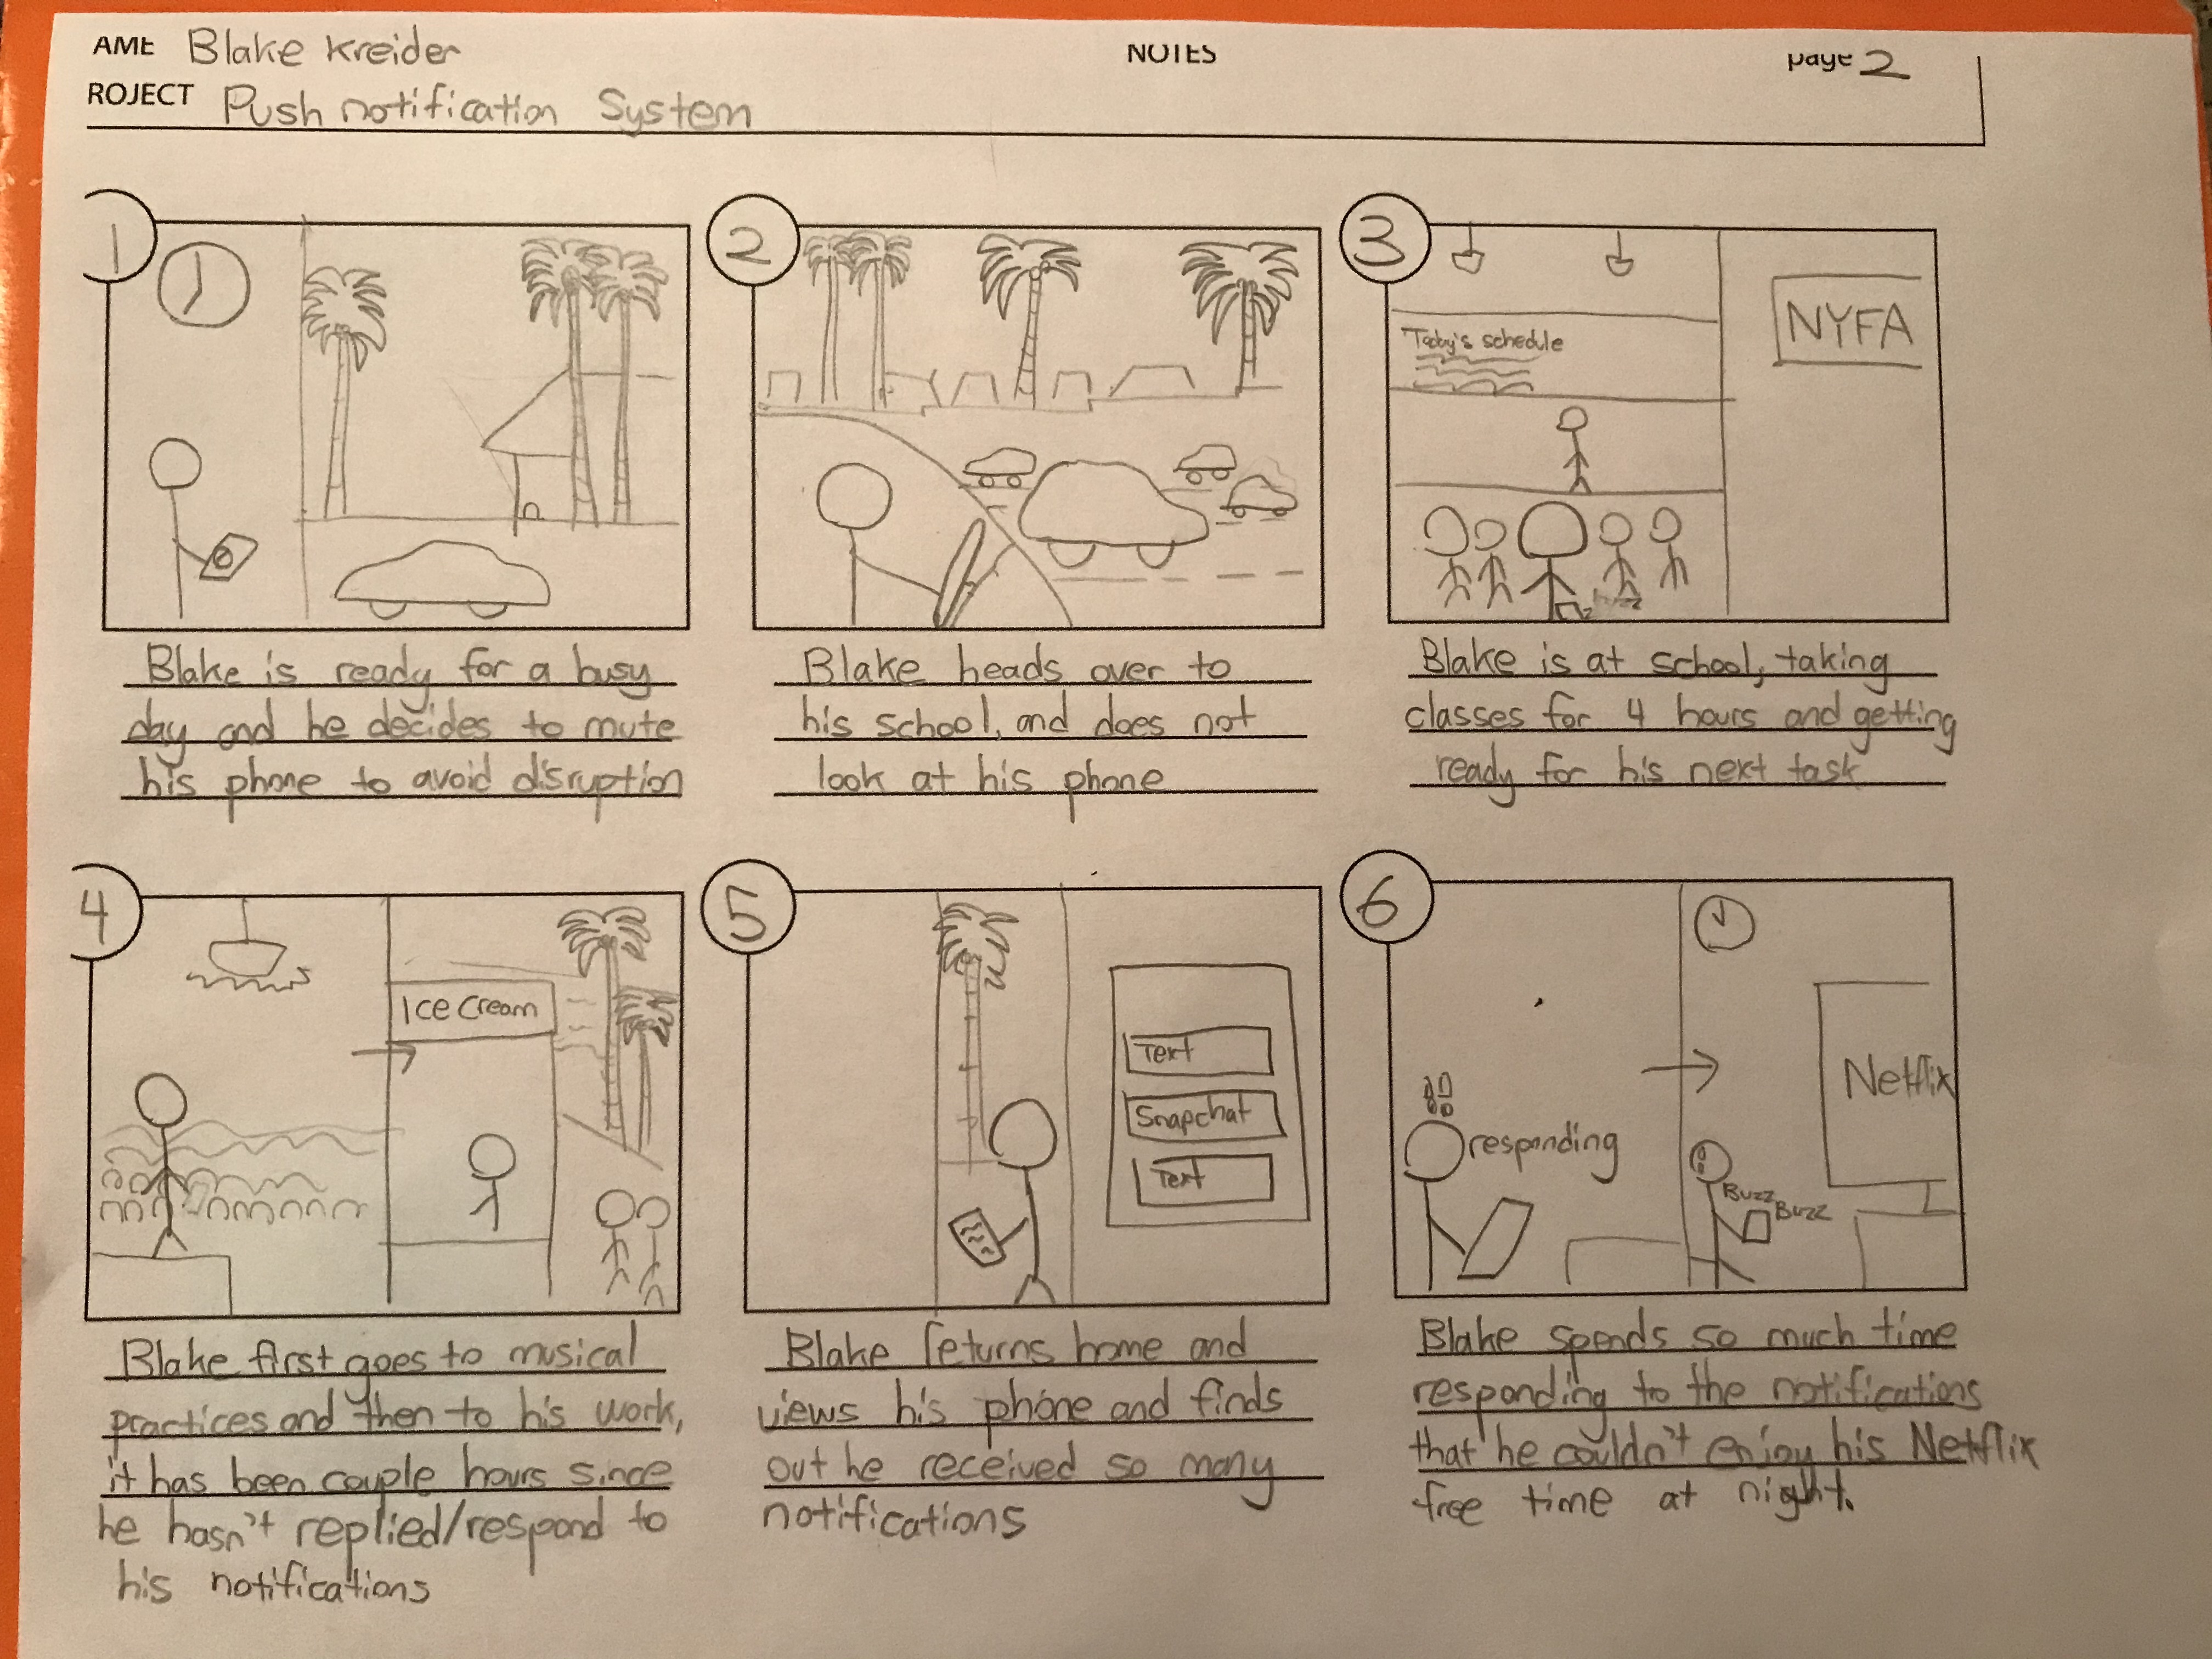 AME Blake Kreider
NOTES
page 2
ROJECT Push notification System
1
2
3
Today's schedule
NYFA
Blake is ready for a busy
day and he decides to mute
his phone to avoid disruption
Blake heads over to
his school, and does not
look at his phone
Blake is at school, taking
classes for 4 hours and getting
ready for his next task
4
Ice Cream
5
Text
Snapchat
Text
6
responding
Netflix
Buzz
Buzz
Blake first goes to musical
practices and then to his work,
it has been couple hours since
he hasn't replied/respond to
his notifications
Blake returns home and
views his phone and finds
out he received so many
notifications
Blake spends so much time
responding to the notifications
that he couldn't enjoy his Netflix
free time at night.